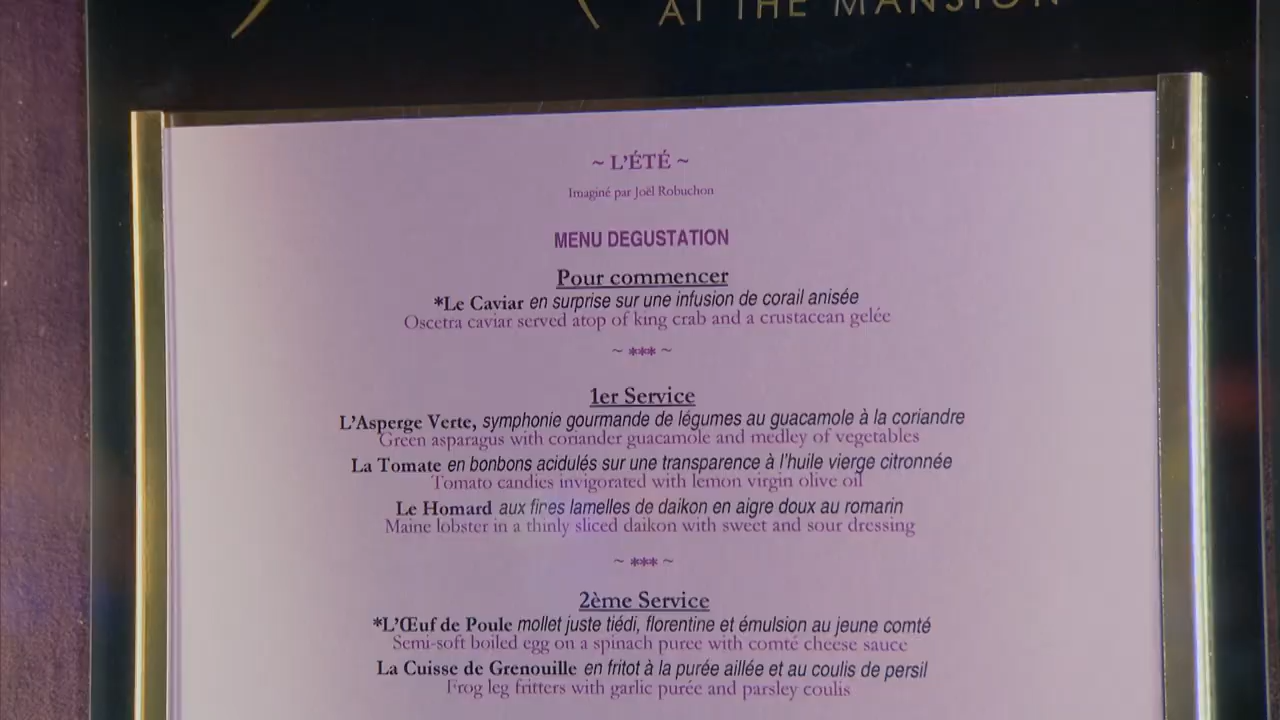 AT THE MANSION
~ L'ÉTÉ ~
Imaginé par Joël Robuchon
MENU DEGUSTATION
Pour commencer
*Le Caviar en surprise sur une infusion de corail anisée
Oscetra caviar served atop of king crab and a crustacean gelée
~ *** ~
1er Service
L'Asperge Verte, symphonie gourmande de légumes au guacamole à la coriandre
Green asparagus with coriander guacamole and medley of vegetables
La Tomate en bonbons acidulés sur une transparence à l'huile vierge citronnée
Tomato candies invigorated with lemon virgin olive oil
Le Homard aux fines lamelles de daikon en aigre doux au romarin
Maine lobster in a thinly sliced daikon with sweet and sour dressing
~ *** ~
2ème Service
*L'Œuf de Poule mollet juste tiédi, florentine et émulsion au jeune comté
Semi-soft boiled egg on a spinach puree with comté cheese sauce
La Cuisse de Grenouille en fritot à la purée aillée et au coulis de persil
Frog leg fritters with garlic purée and parsley coulis